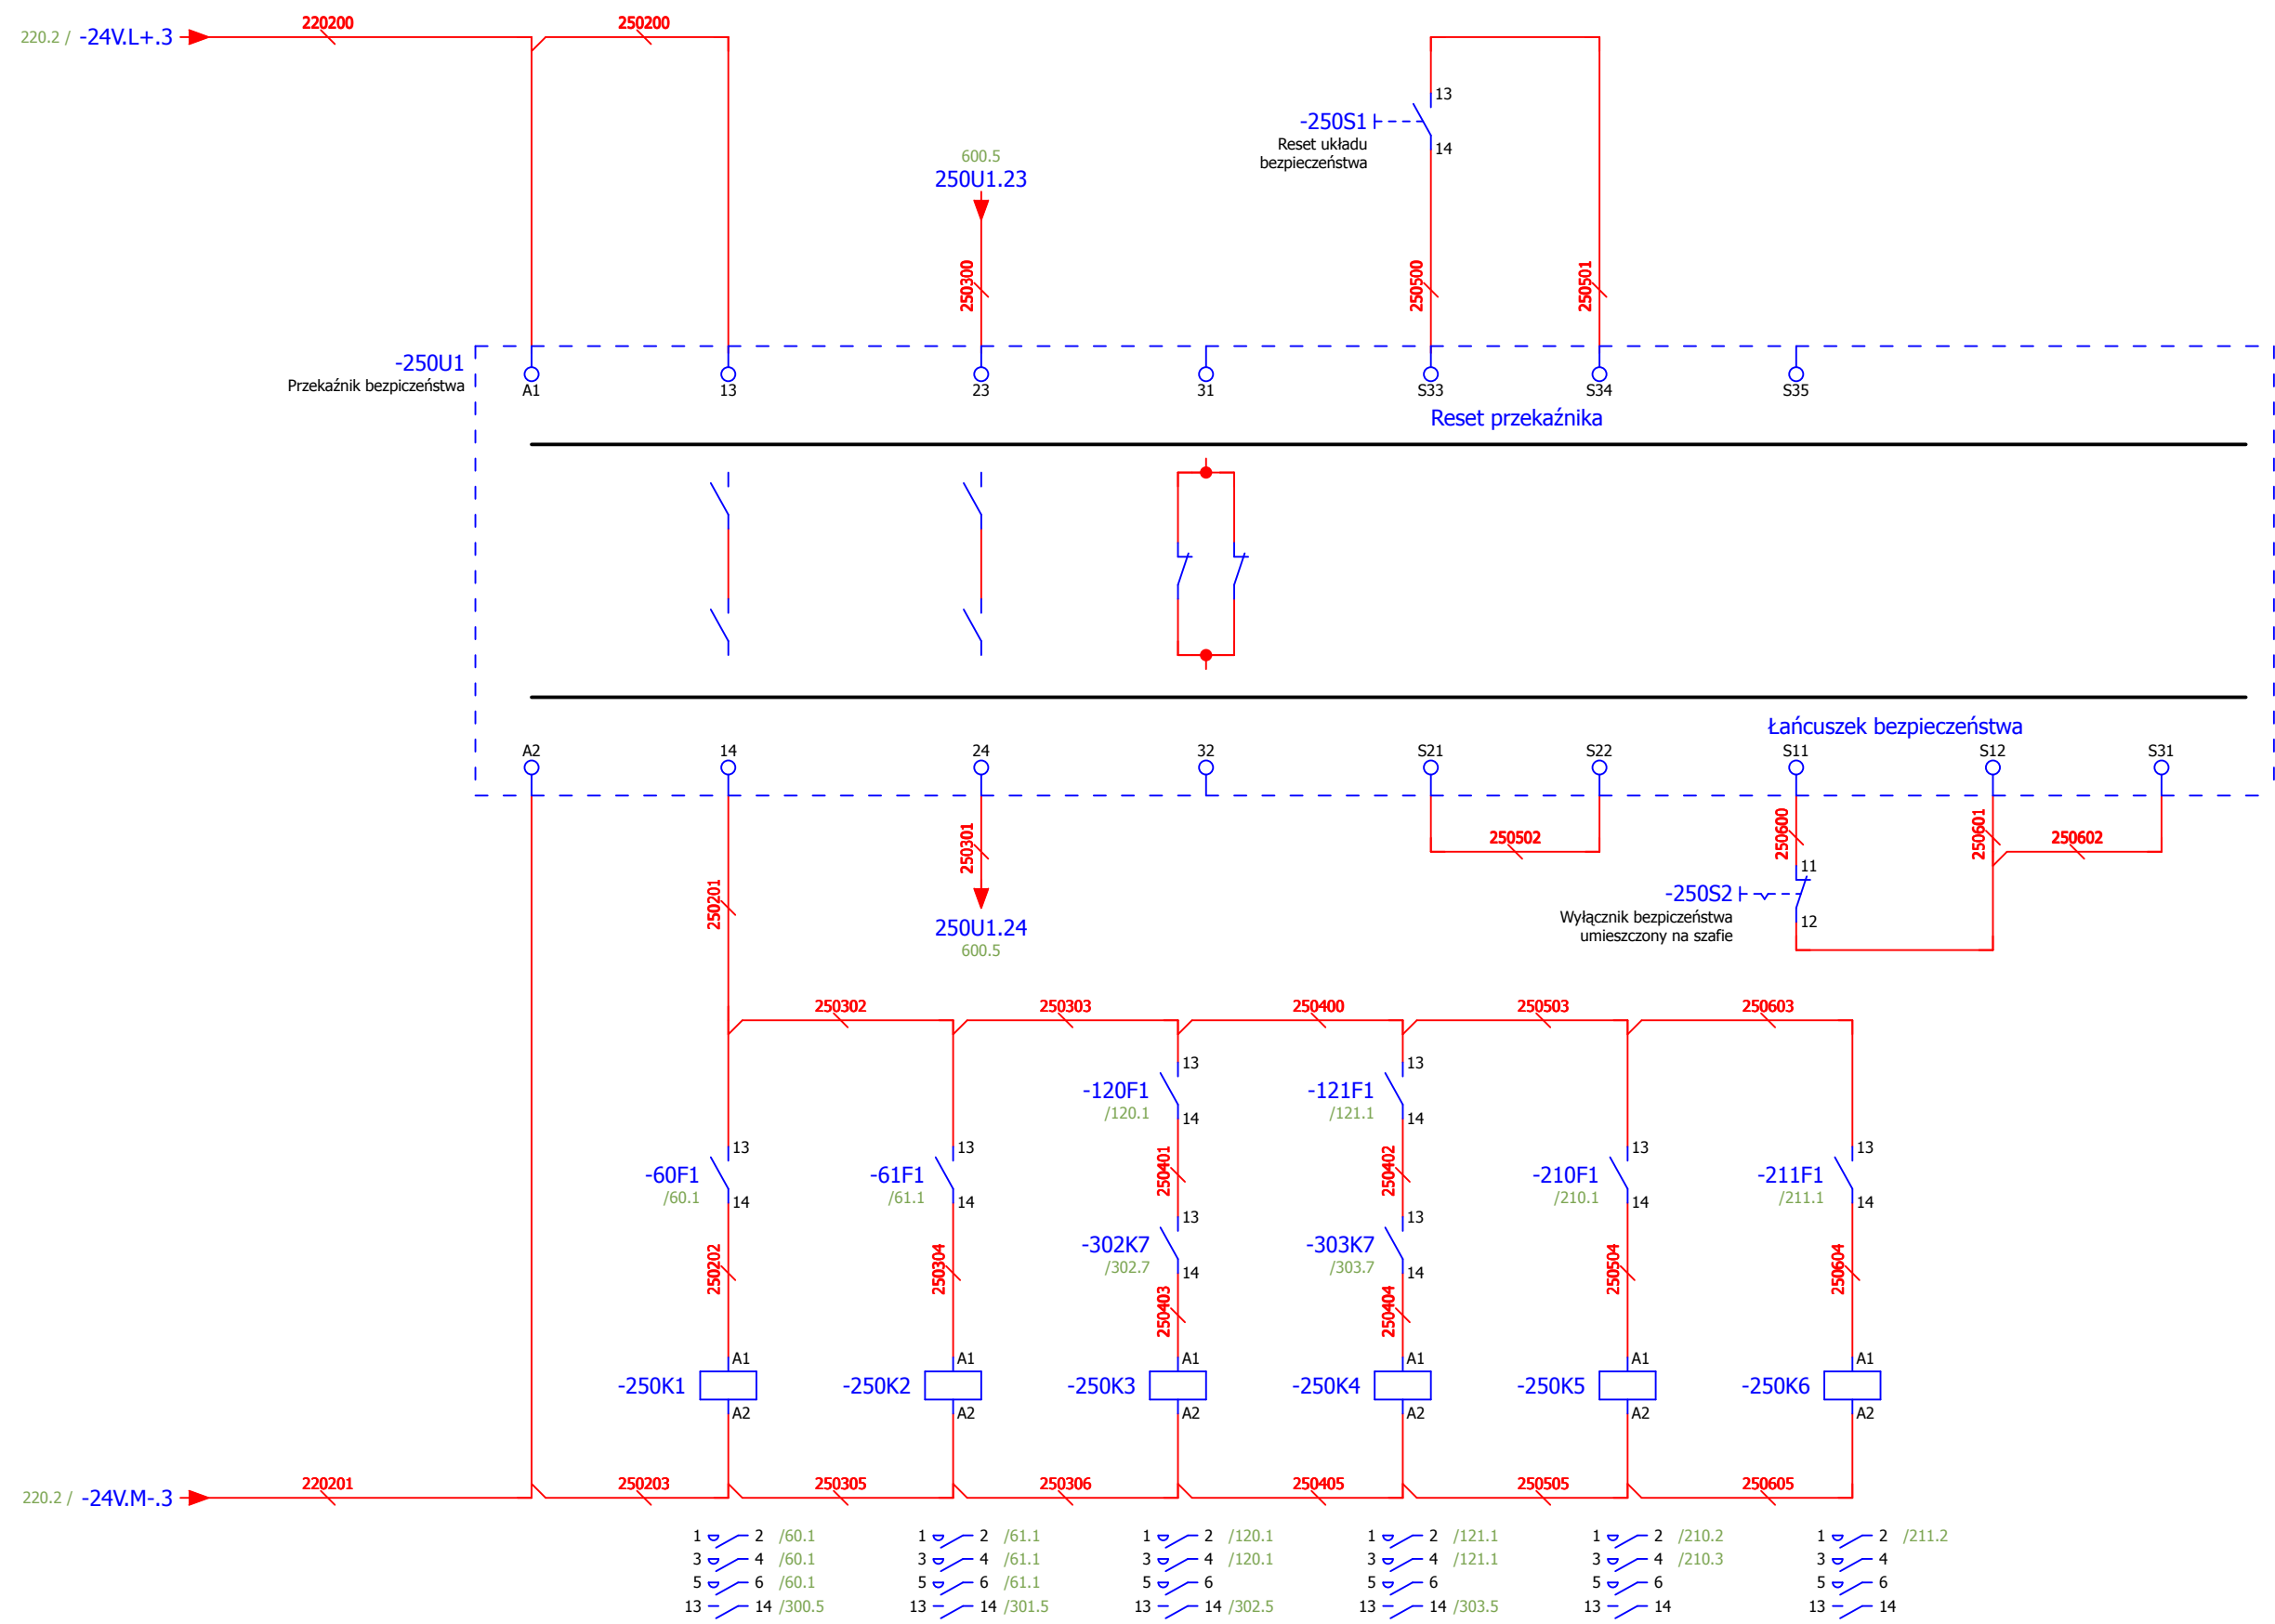 220.2 / -24V.L+.3
220200
250200
13
-250S1
Reset układu
bezpieczeństwa
14
600.5
250U1.23
250300
250500
250501
-250U1
Przekaźnik bezpiczeństwa
A1
13
23
31
S33
S34
S35
Reset przekaźnika
Łańcuszek bezpieczeństwa
A2
14
24
32
S21
S22
S11
S12
S31
250201
250301
250U1.24
600.5
250502
250600
250601
250602
11
-250S2
12
Wyłącznik bezpiczeństwa
umieszczony na szafie
250302
250303
250400
250503
250603
13
-120F1
/120.1
14
13
-121F1
/121.1
14
13
-60F1
/60.1
14
13
-61F1
/61.1
14
250401
250402
13
-210F1
/210.1
14
13
-211F1
/211.1
14
13
-302K7
/302.7
14
13
-303K7
/303.7
14
250202
250304
250403
250404
250504
250604
A1
-250K1
A2
A1
-250K2
A2
A1
-250K3
A2
A1
-250K4
A2
A1
-250K5
A2
A1
-250K6
A2
220.2 / -24V.M-.3
220201
250203
250305
250306
250405
250505
250605
1 2 /60.1
3 4 /60.1
5 6 /60.1
13 14 /300.5
1 2 /61.1
3 4 /61.1
5 6 /61.1
13 14 /301.5
1 2 /120.1
3 4 /120.1
5 6
13 14 /302.5
1 2 /121.1
3 4 /121.1
5 6
13 14 /303.5
1 2 /210.2
3 4 /210.3
5 6
13 14
1 2 /211.2
3 4
5 6
13 14